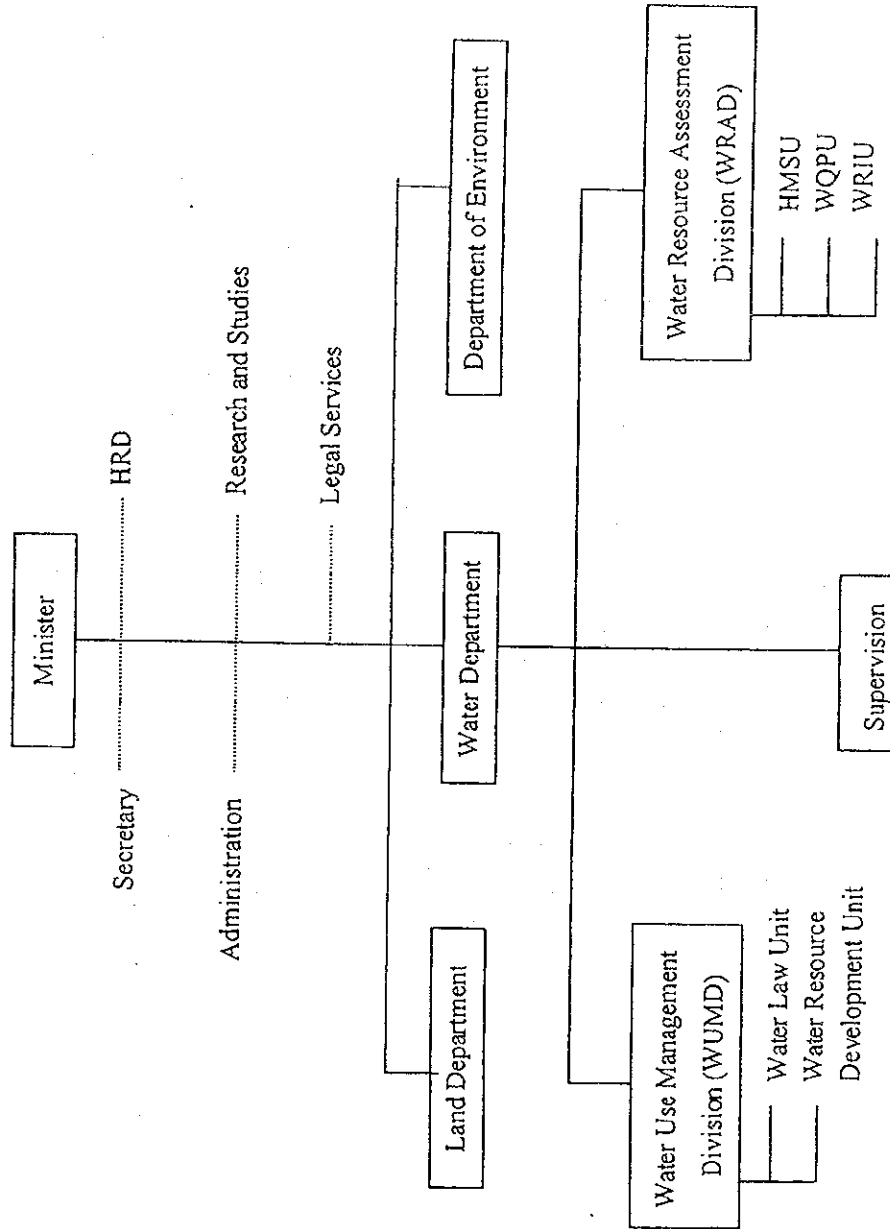 Minister
Secretary
HRD
Administration
Research and Studies
Legal Services
Land Department
Water Department
Department of Environment
Water Use Management
Division (WUMD)
Water Law Unit
Water Resource
Development Unit
Supervision
Water Resource Assessment
Division (WRAD)
HMSU
WQPU
WRIU